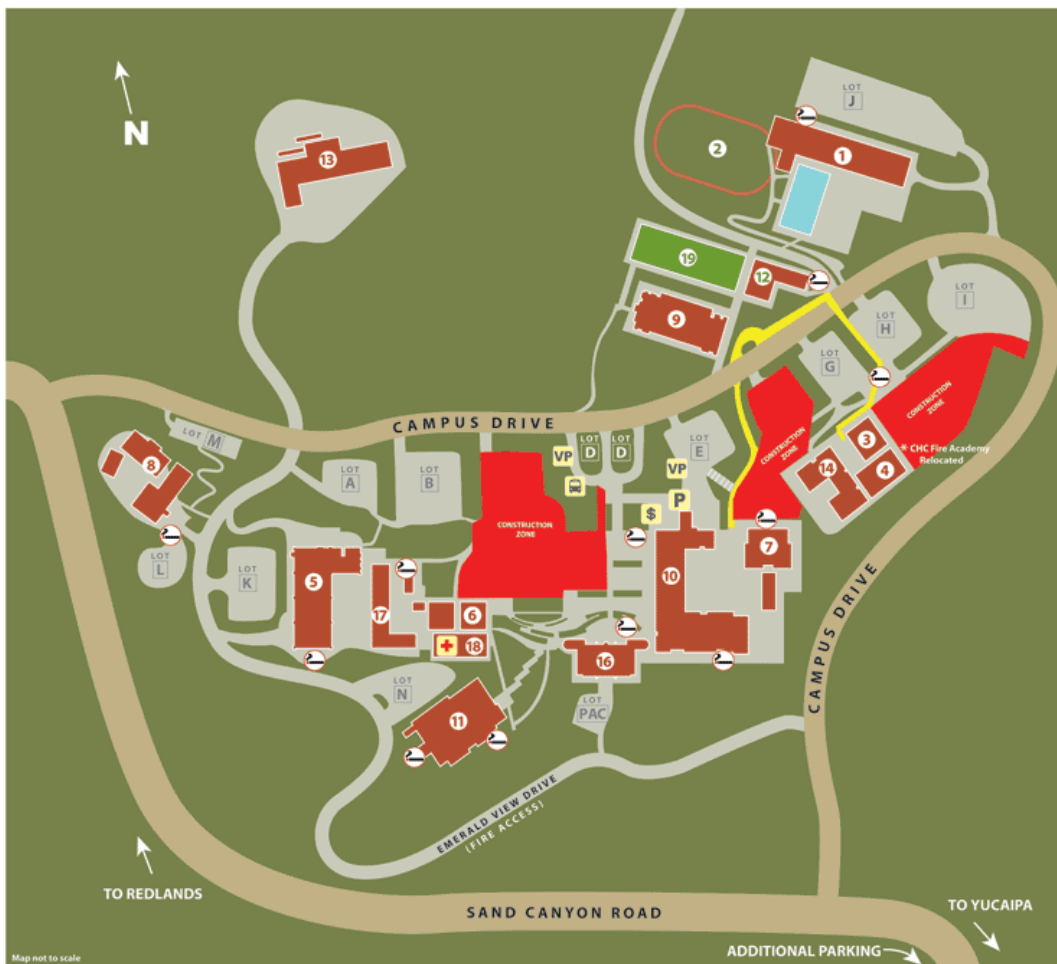 N
LOT
J
1
2
13
19
12
9
LOT
I
LOT
H
LOT
G
CONSTRUCTION
ZONE
CONSTRUCTION
ZONE
3
* CHC Fire Academy
Relocated
14
4
CAMPUS DRIVE
LOT
D
LOT
D
LOT
E
VP
VP
P
$
LOT
M
8
LOT
A
LOT
B
CONSTRUCTION
ZONE
LOT
L
LOT
K
5
17
6
18
7
10
16
LOT
N
11
LOT
PAC
CAMPUS DRIVE
EMERALD VIEW DRIVE
(FIRE ACCESS)
TO REDLANDS
SAND CANYON ROAD
TO YUCAIPA
ADDITIONAL PARKING
Map not to scale